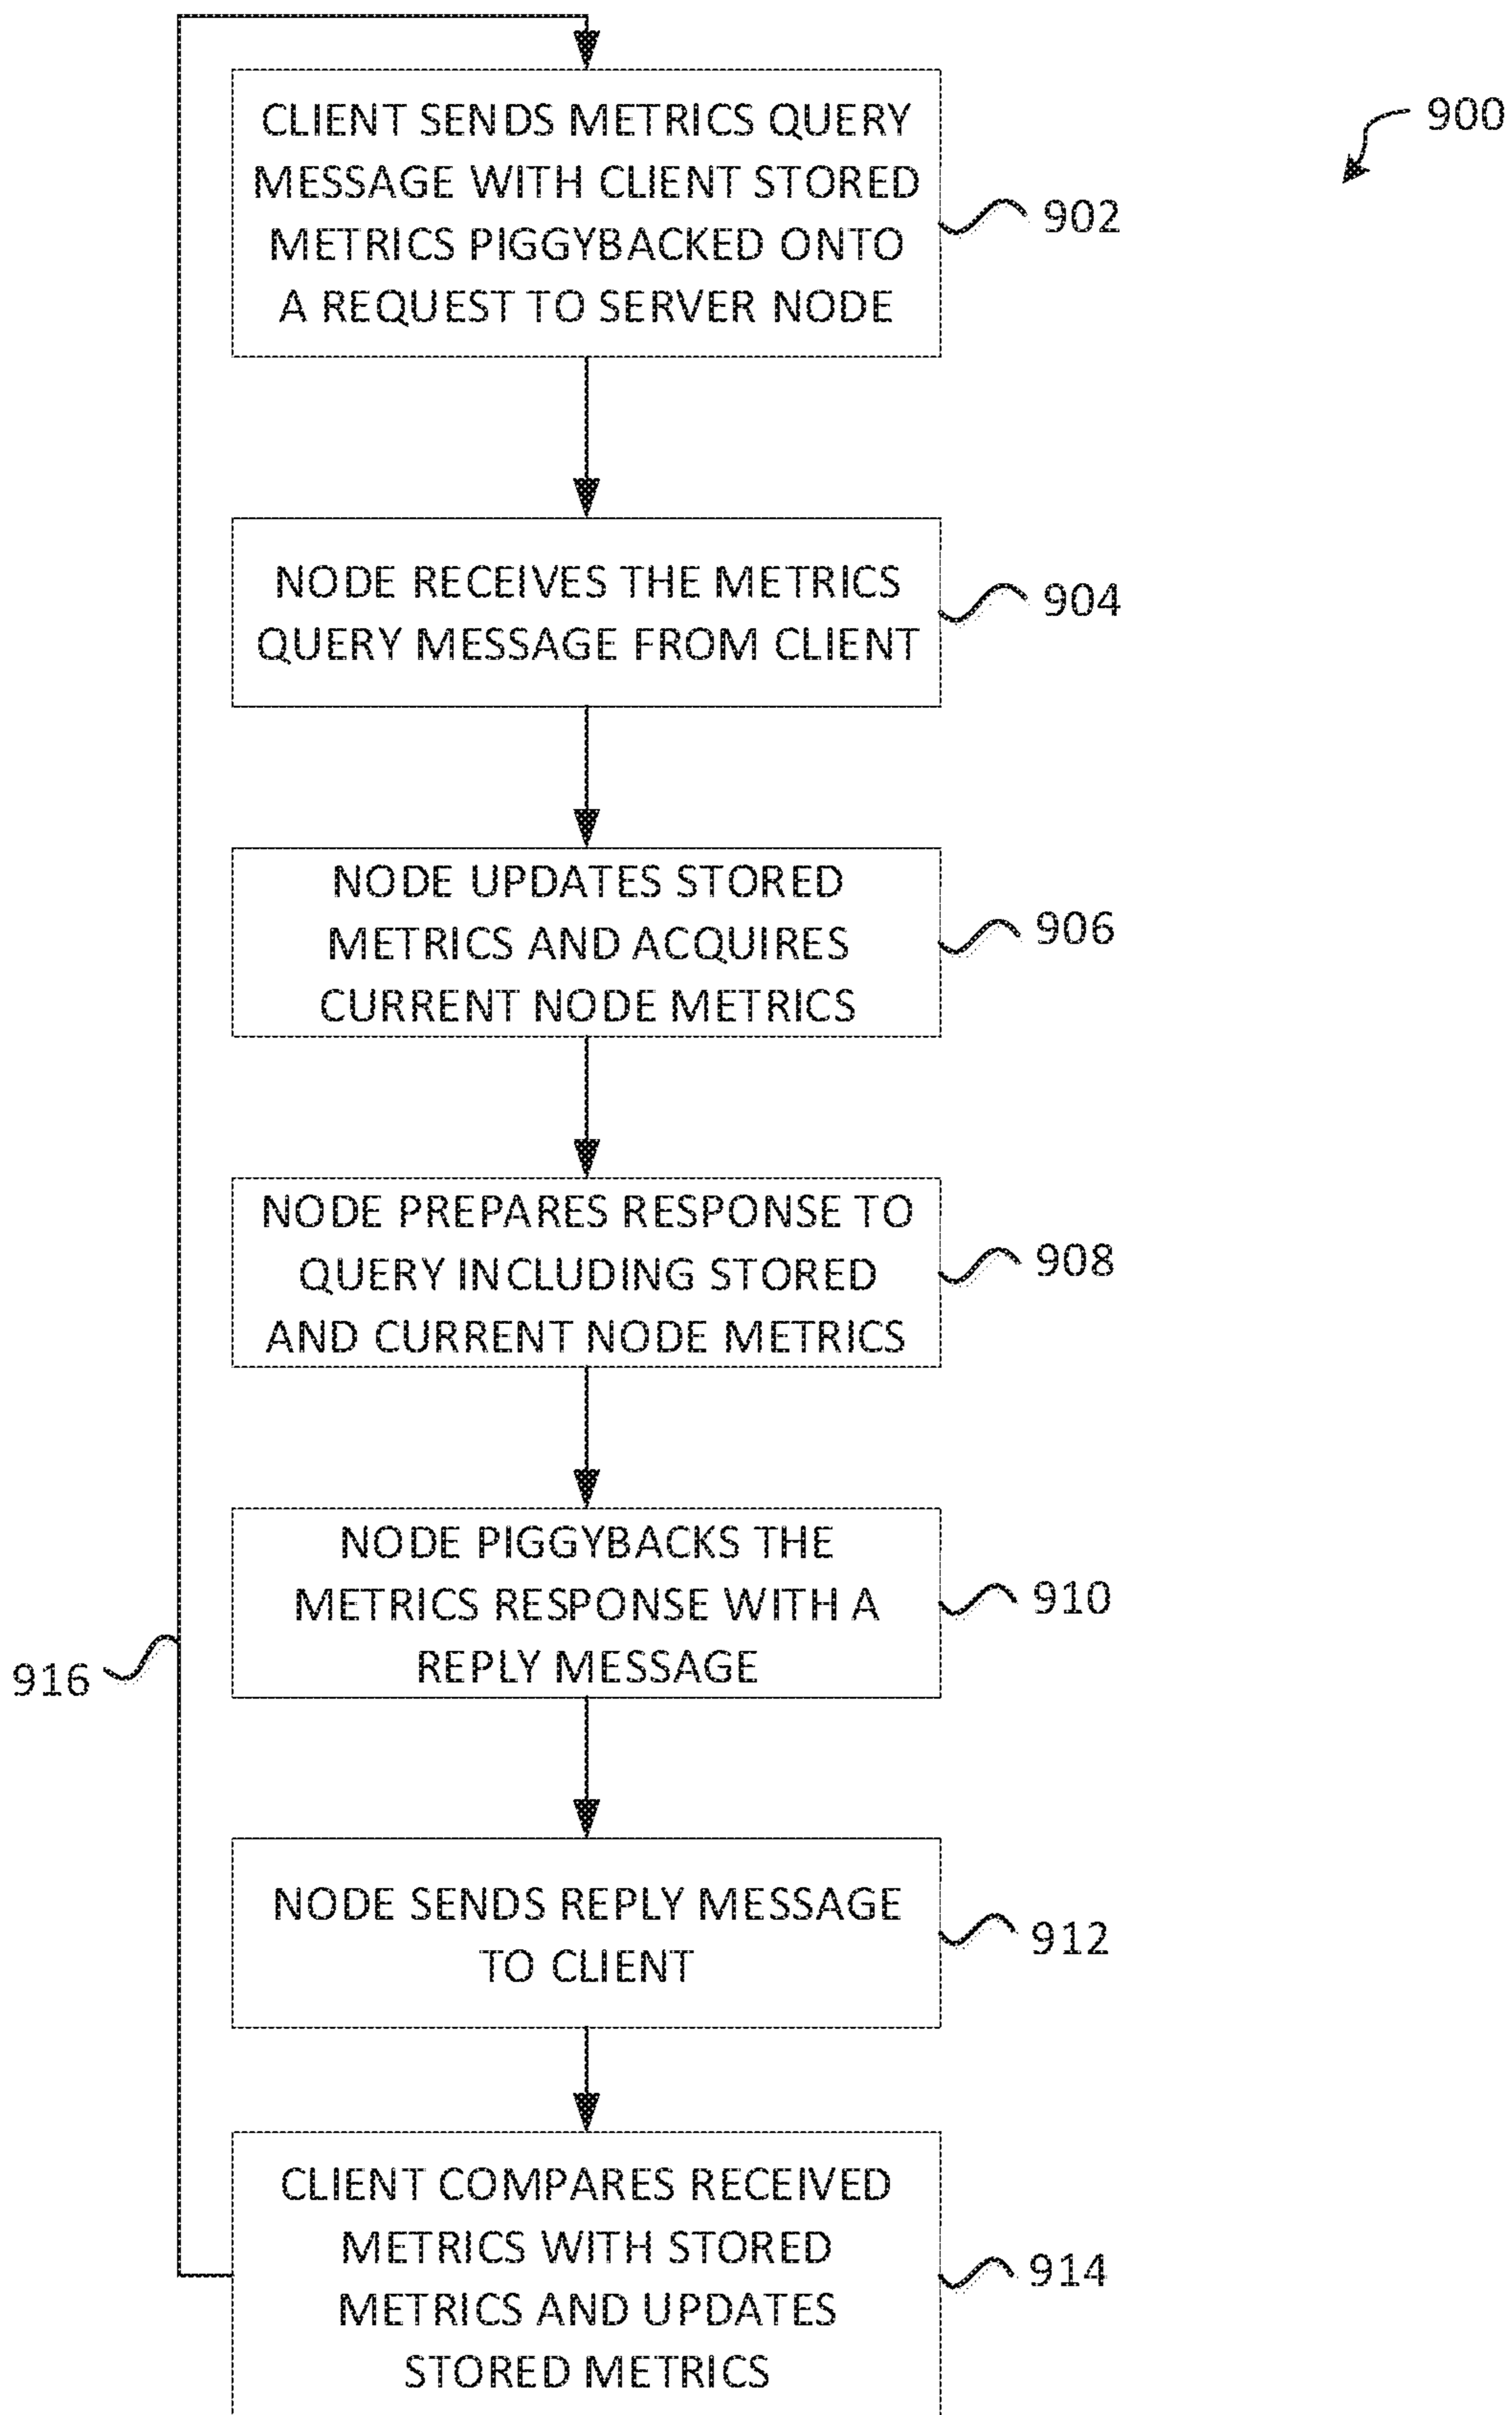 900
CLIENT SENDS METRICS QUERY
MESSAGE WITH CLIENT STORED
METRICS PIGGYBACKED ONTO
A REQUEST TO SERVER NODE
902
NODE RECEIVES THE METRICS
QUERY MESSAGE FROM CLIENT
904
NODE UPDATES STORED
METRICS AND ACQUIRES
CURRENT NODE METRICS
906
NODE PREPARES RESPONSE TO
QUERY INCLUDING STORED
AND CURRENT NODE METRICS
908
NODE PIGGYBACKS THE
METRICS RESPONSE WITH A
REPLY MESSAGE
910
916
NODE SENDS REPLY MESSAGE
TO CLIENT
912
CLIENT COMPARES RECEIVED
METRICS WITH STORED
METRICS AND UPDATES
STORED METRICS
914